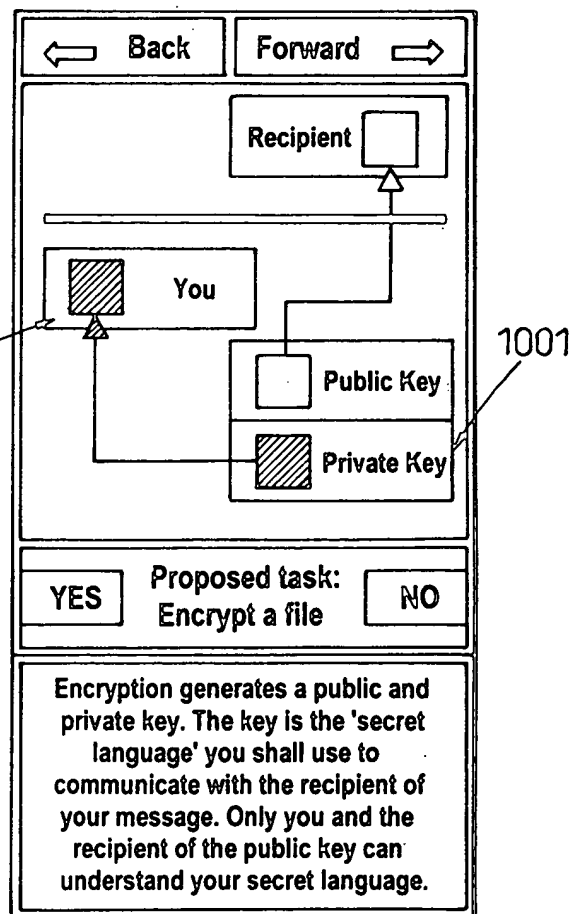 Back Forward
Recipient
You
1001
Public Key
Private Key
YES Proposed task: NO
Encrypt a file
Encryption generates a public and
private key. The key is the 'secret
language' you shall use to
communicate with the recipient of
your message. Only you and the
recipient of the public key can
understand your secret language.